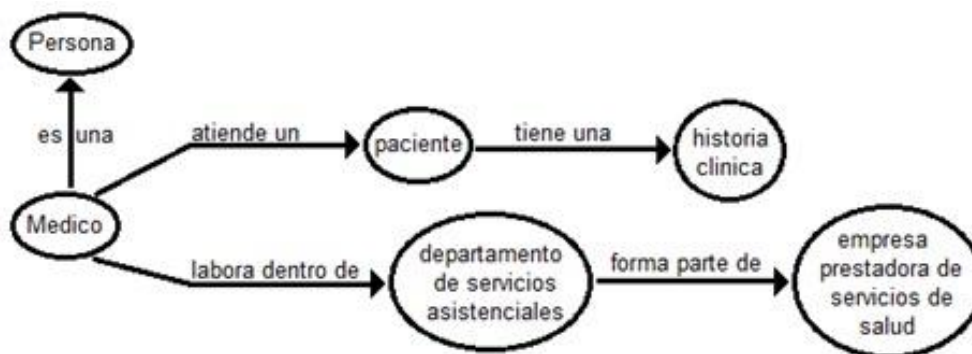 Persona
es una
atiende un
paciente
tiene una
historia
clinica
Medico
labora dentro de
departamento
de servicios
asistenciales
forma parte de
empresa
prestadora de
servicios de
salud